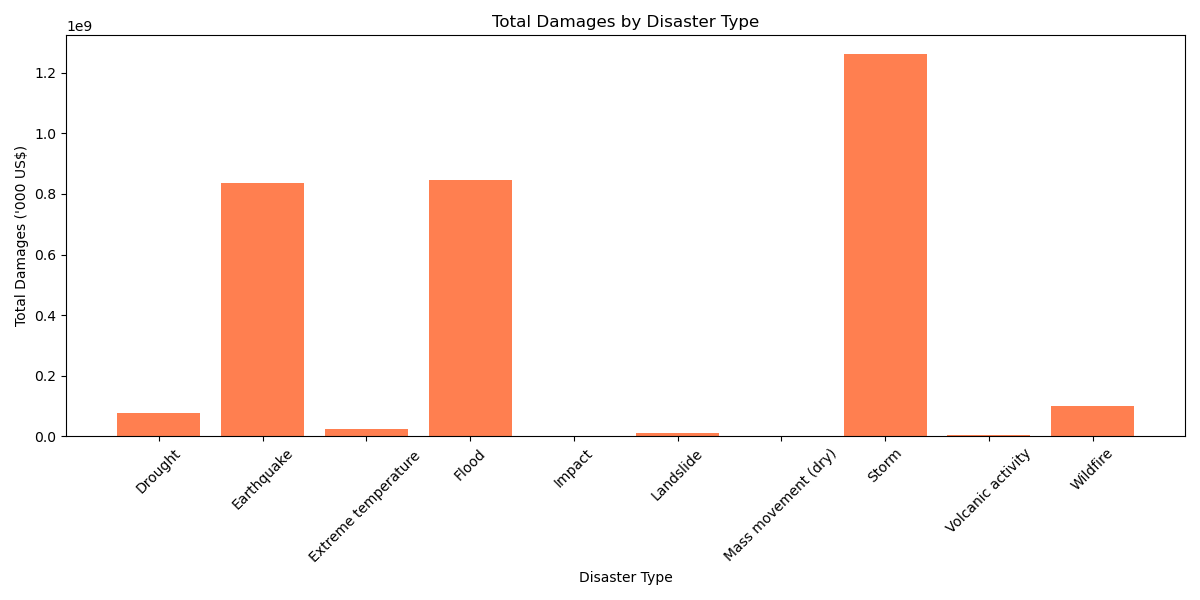 Total Damages by Disaster Type
1e9
1.2
1.0
0.8
0.6
0.4
0.2
0.0
Total Damages ('000 US$)
Drought
Earthquake
Extreme temperature
Flood
Impact
Landslide
Mass movement (dry)
Storm
Volcanic activity
Wildfire
Disaster Type